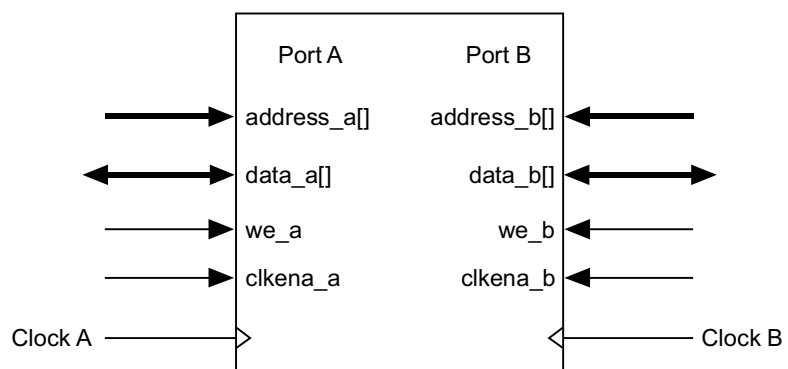 Port A Port B
address_a[] address_b[]
data_a[] data_b[]
we_a we_b
clkena_a clkena_b
Clock A Clock B